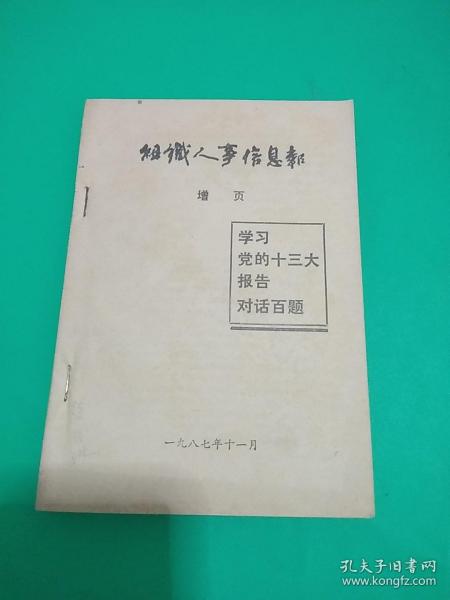 组織人事信息報
增 页
学习
党的十三大
报告
对话百题
一九八七年十一月
孔夫子旧书网
www.kongfz.com